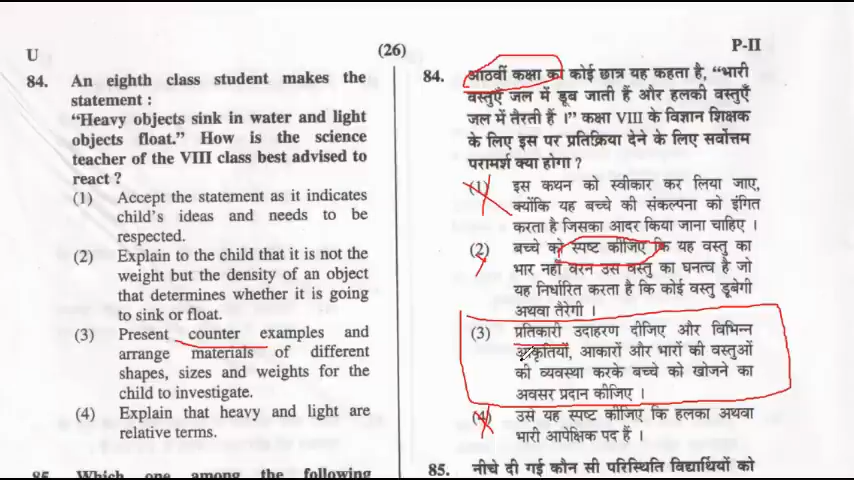 U
(26)
P-II
84. An eighth class student makes the
statement :
“Heavy objects sink in water and light
objects float.” How is the science
teacher of the VIII class best advised to
react ?
(1) Accept the statement as it indicates
child's ideas and needs to be
respected.
(2) Explain to the child that it is not the
weight but the density of an object
that determines whether it is going
to sink or float.
(3) Present counter examples and
arrange materials of different
shapes, sizes and weights for the
child to investigate.
(4) Explain that heavy and light are
relative terms.
85. Which one among the following
84. आठवीं कक्षा का कोई छात्र यह कहता है, “भारी
वस्तुएँ जल में डूब जाती हैं और हलकी वस्तुएँ
जल में तैरती हैं ।” कक्षा VIII के विज्ञान शिक्षक
के लिए इस पर प्रतिक्रिया देने के लिए सर्वोत्तम
परामर्श क्या होगा ?
(1) इस कथन को स्वीकार कर लिया जाए,
क्योंकि यह बच्चे की संकल्पना को इंगित
करता है जिसका आदर किया जाना चाहिए ।
(2) बच्चे को स्पष्ट कीजिए कि यह वस्तु का
भार नहीं वरन उस वस्तु का घनत्व है जो
यह निर्धारित करता है कि कोई वस्तु डूबेगी
अथवा तैरेगी ।
(3) प्रतिकारी उदाहरण दीजिए और विभिन्न
आकृतियों, आकारों और भारों की वस्तुओं
की व्यवस्था करके बच्चे को खोजने का
अवसर प्रदान कीजिए ।
(4) उसे यह स्पष्ट कीजिए कि हलका अथवा
भारी आपेक्षिक पद हैं ।
85. नीचे दी गई कौन सी परिस्थिति विद्यार्थियों को